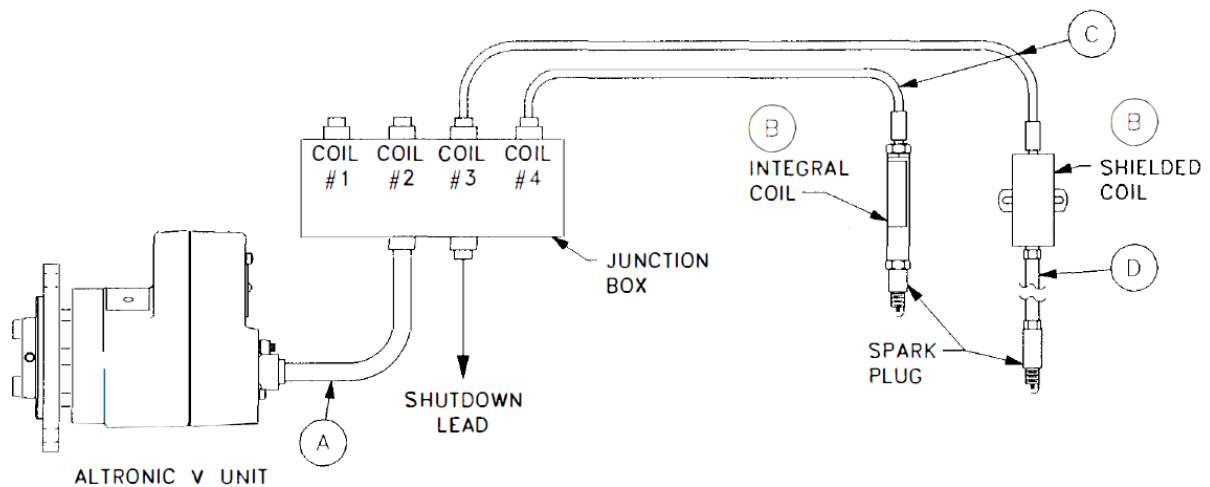 C
B
B
COIL COIL COIL COIL
#1 #2 #3 #4
INTEGRAL
COIL
SHIELDED
COIL
JUNCTION
BOX
D
SPARK
PLUG
SHUTDOWN
LEAD
A
ALTRONIC V UNIT